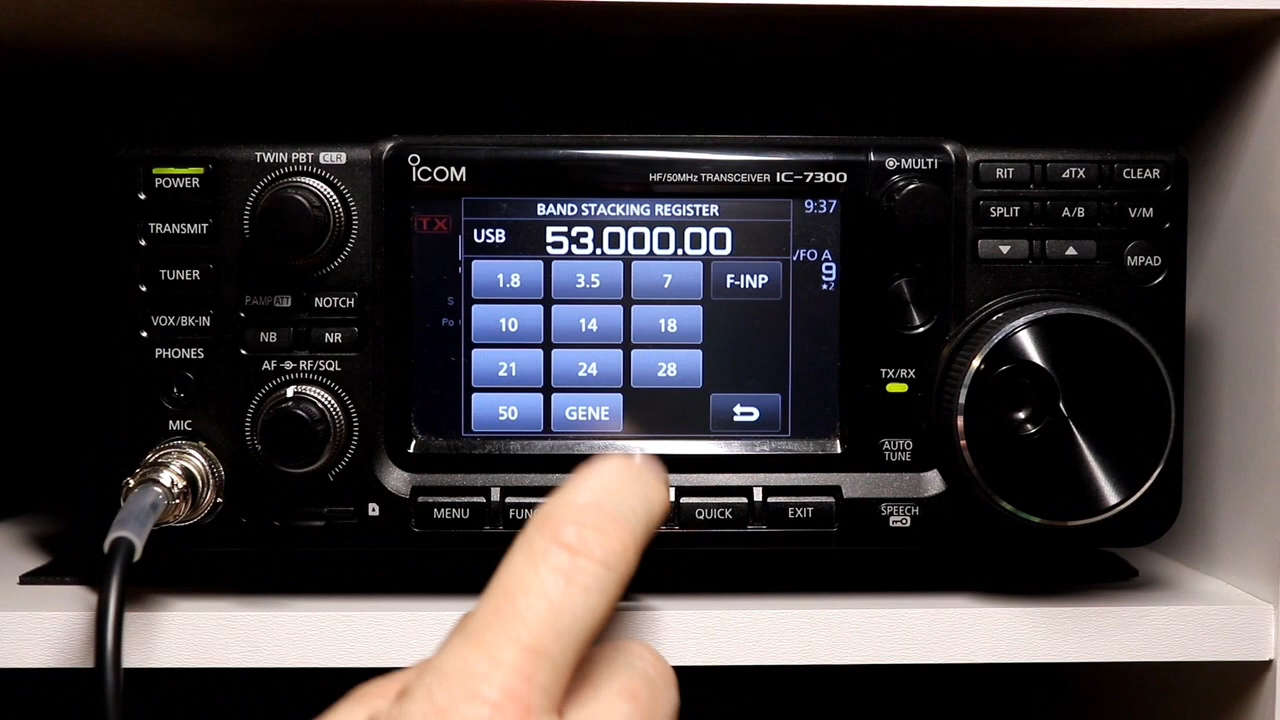 TWIN PBT CLR
POWER
TRANSMIT
TUNER
VOX/BK-IN
PHONES
MIC
P.AMP ATT
NOTCH
NB
NR
AF RF/SQL
ICOM
HF/50MHz TRANSCEIVER IC-7300
TX
BAND STACKING REGISTER
9:37
USB
53.000.00
VFO A
9
★2
S
Po
1.8
3.5
7
F-INP
10
14
18
21
24
28
50
GENE
MENU
FUNC
QUICK
EXIT
MULTI
TX/RX
AUTO
TUNE
SPEECH
RIT
⊿TX
CLEAR
SPLIT
A/B
V/M
MPAD